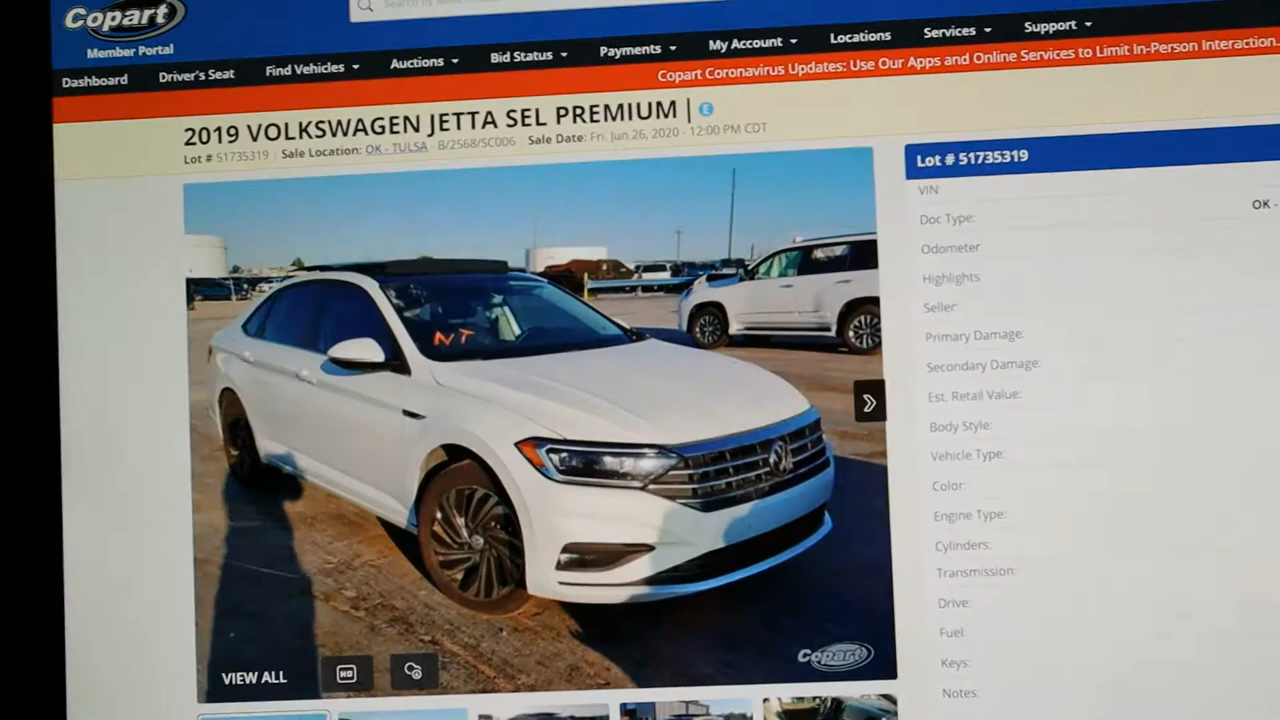 Copart
Member Portal
Dashboard Driver's Seat Find Vehicles Auctions Bid Status Payments My Account Locations Services Support
Copart Coronavirus Updates: Use Our Apps and Online Services to Limit In-Person Interaction.
2019 VOLKSWAGEN JETTA SEL PREMIUM | E
Lot # 51735319 | Sale Location: OK - TULSA - B/2568/SC006 | Sale Date: Fri. Jun 26, 2020 - 12:00 PM CDT
Lot # 51735319
VIN:
Doc Type: OK -
Odometer
Highlights
Seller:
Primary Damage:
Secondary Damage:
Est. Retail Value:
Body Style:
Vehicle Type:
Color:
Engine Type:
Cylinders:
Transmission:
Drive:
Fuel:
Keys:
Notes:
NT
Copart
VIEW ALL HD